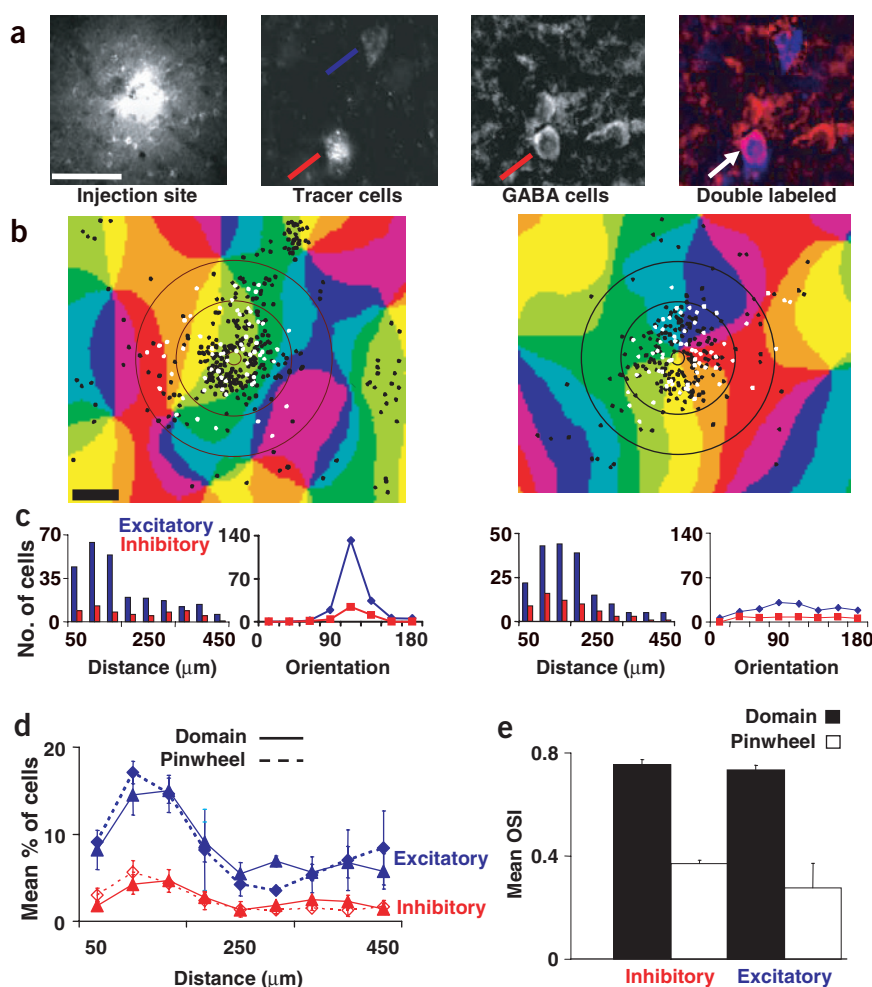 a
Injection site
Tracer cells
GABA cells
Double labeled
b
c
No. of cells
70
35
0
Excitatory
Inhibitory
50 250 450
Distance (µm)
140
70
0
0 90 180
Orientation
50
25
0
50 250 450
Distance (µm)
140
70
0
0 90 180
Orientation
d
Domain
Pinwheel
Mean % of cells
20
10
0
Excitatory
Inhibitory
50 250 450
Distance (µm)
e
Domain
Pinwheel
Mean OSI
0.8
0.4
0
Inhibitory Excitatory